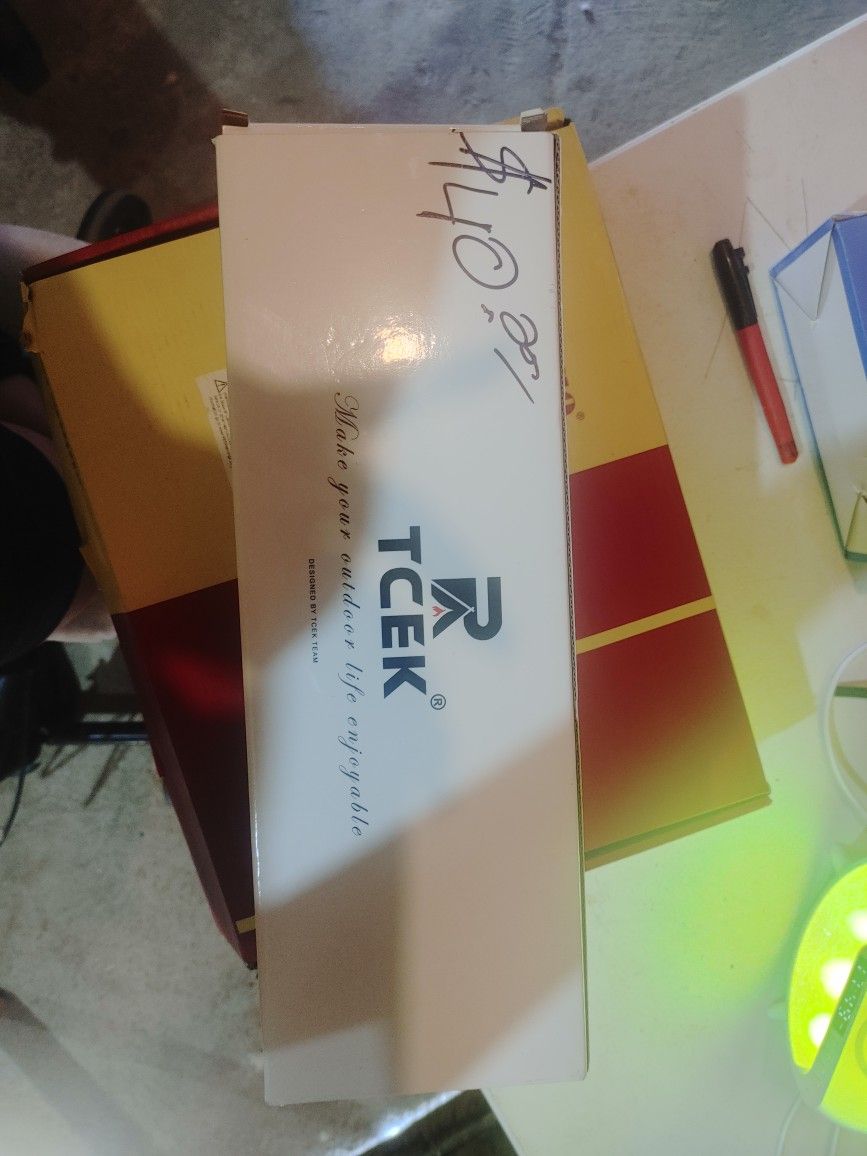 $40.00
TCEK®
Make your outdoor life enjoyable
DESIGNED BY TCEK TEAM